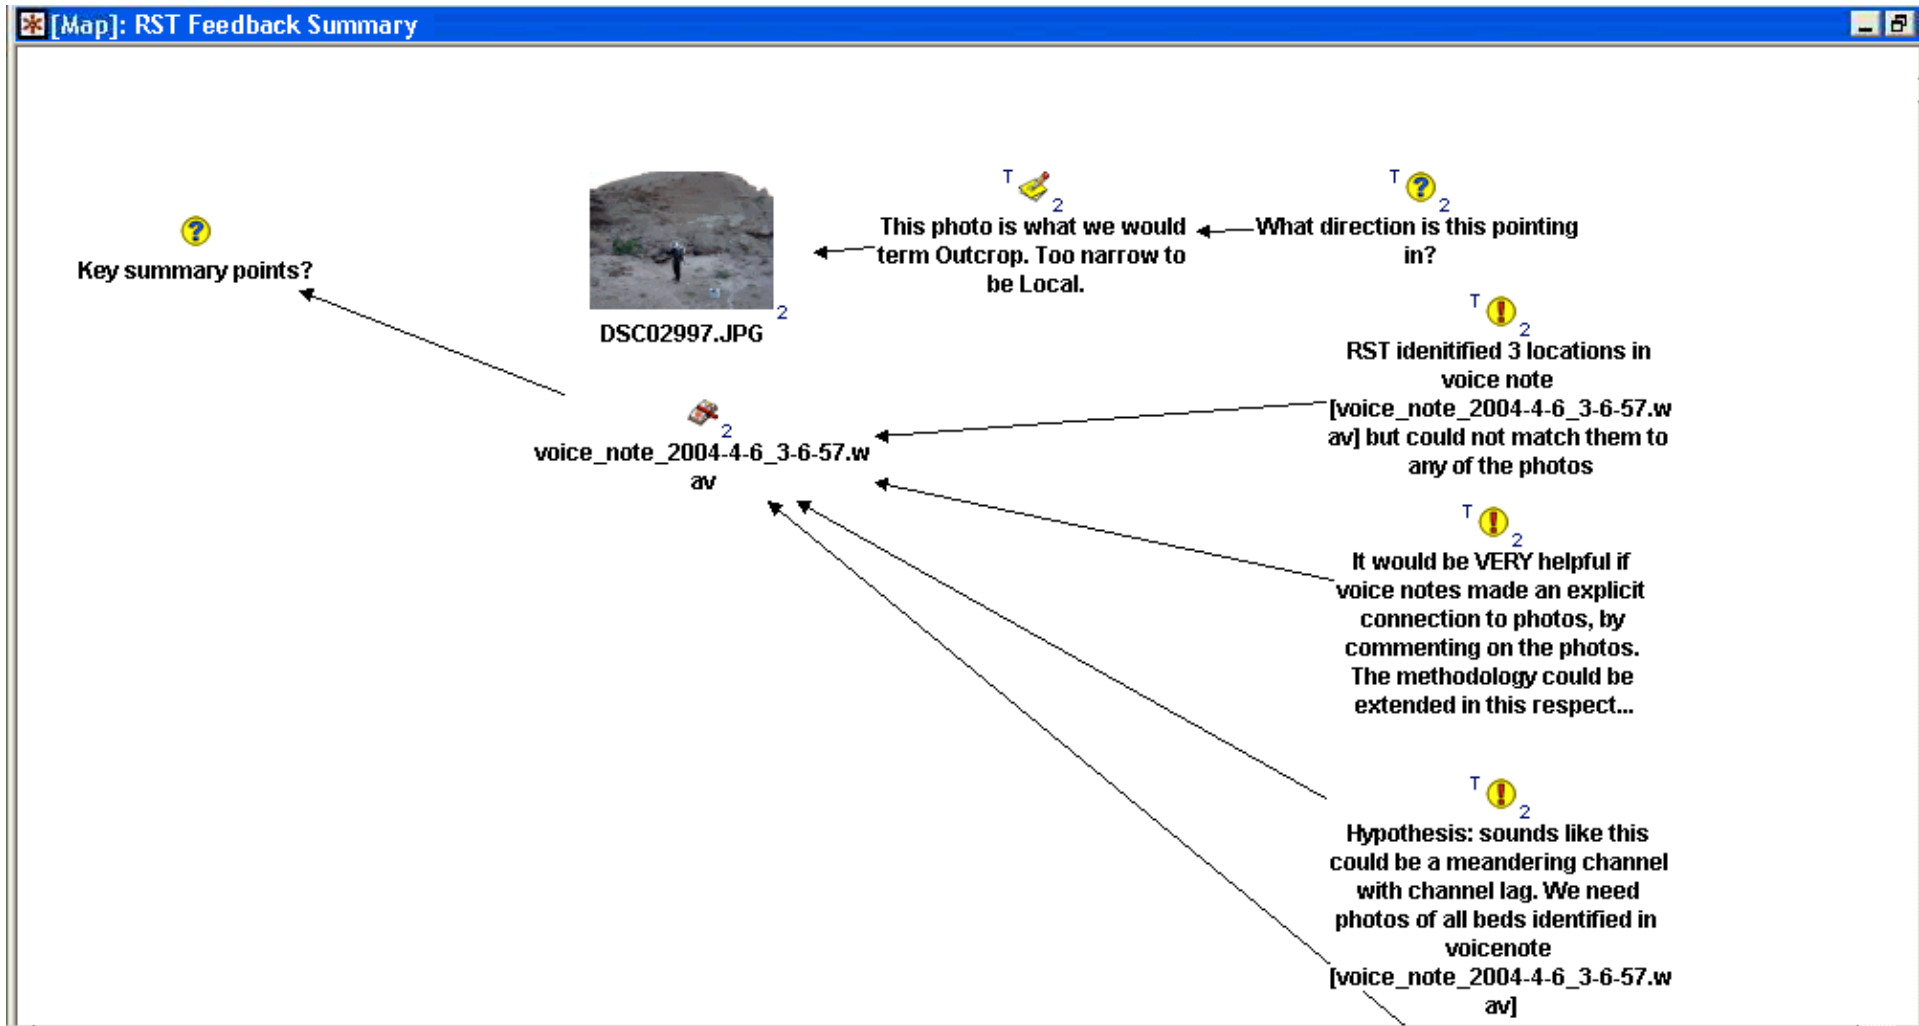 [Map]: RST Feedback Summary
?
Key summary points?
2
DSC02997.JPG
T
2
This photo is what we would
term Outcrop. Too narrow to
be Local.
T
?
2
What direction is this pointing
in?
2
voice_note_2004-4-6_3-6-57.w
av
T
!
2
RST idenitified 3 locations in
voice note
[voice_note_2004-4-6_3-6-57.w
av] but could not match them to
any of the photos
T
!
2
It would be VERY helpful if
voice notes made an explicit
connection to photos, by
commenting on the photos.
The methodology could be
extended in this respect...
T
!
2
Hypothesis: sounds like this
could be a meandering channel
with channel lag. We need
photos of all beds identified in
voicenote
[voice_note_2004-4-6_3-6-57.w
av]